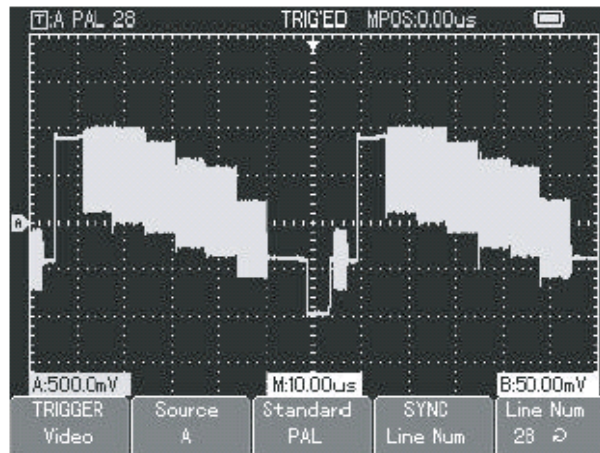 T:A PAL 28 TRIG'ED MPOS:0.00us
A
A:500.0mV M:10.00us B:50.00mV
TRIGGER Source Standard SYNC Line Num
Video A PAL Line Num 28